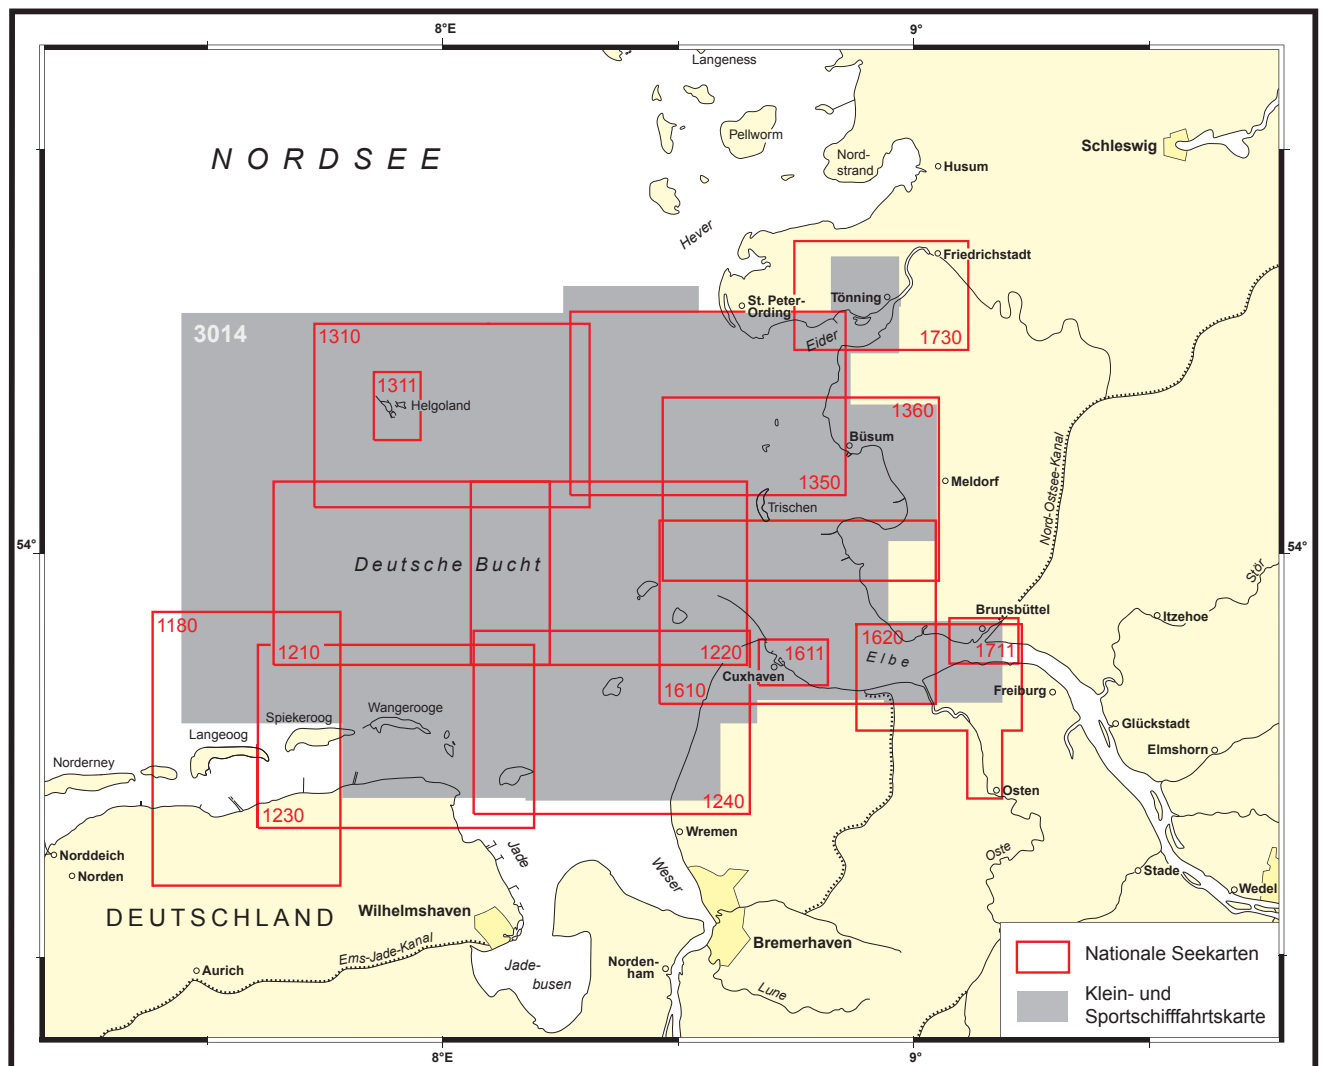 8°E
9°
Langeness
Pellworm
Nord-
strand
Husum
Schleswig
NORDSEE
Hever
Friedrichstadt
St. Peter-
Ording
Tönning
Eider
1730
3014
1310
1311
Helgoland
1360
Büsum
1350
Meldorf
Trischen
Nord-Ostsee-Kanal
54°
54°
Deutsche Bucht
Stör
1180
1210
1220
1610
1611
Cuxhaven
1620
Elbe
Brunsbüttel
1711
Itzehoe
Freiburg
Glückstadt
Elmshorn
Wangerooge
Spiekeroog
Langeoog
Norderney
1230
1240
Osten
Wremen
Oste
Stade
Wedel
Norddeich
Norden
Jade
Weser
DEUTSCHLAND
Wilhelmshaven
Bremerhaven
Ems-Jade-Kanal
Aurich
Jade-
busen
Norden-
ham
Lune
Nationale Seekarten
Klein- und
Sportschifffahrtskarte
8°E
9°